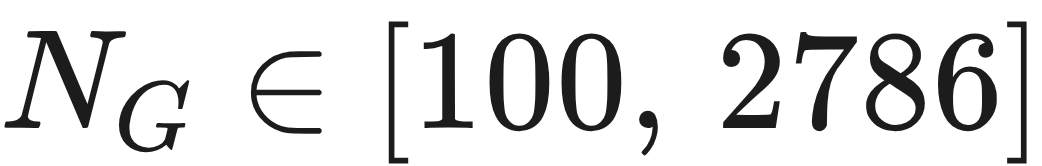 N_G ∈ [100, 2786]